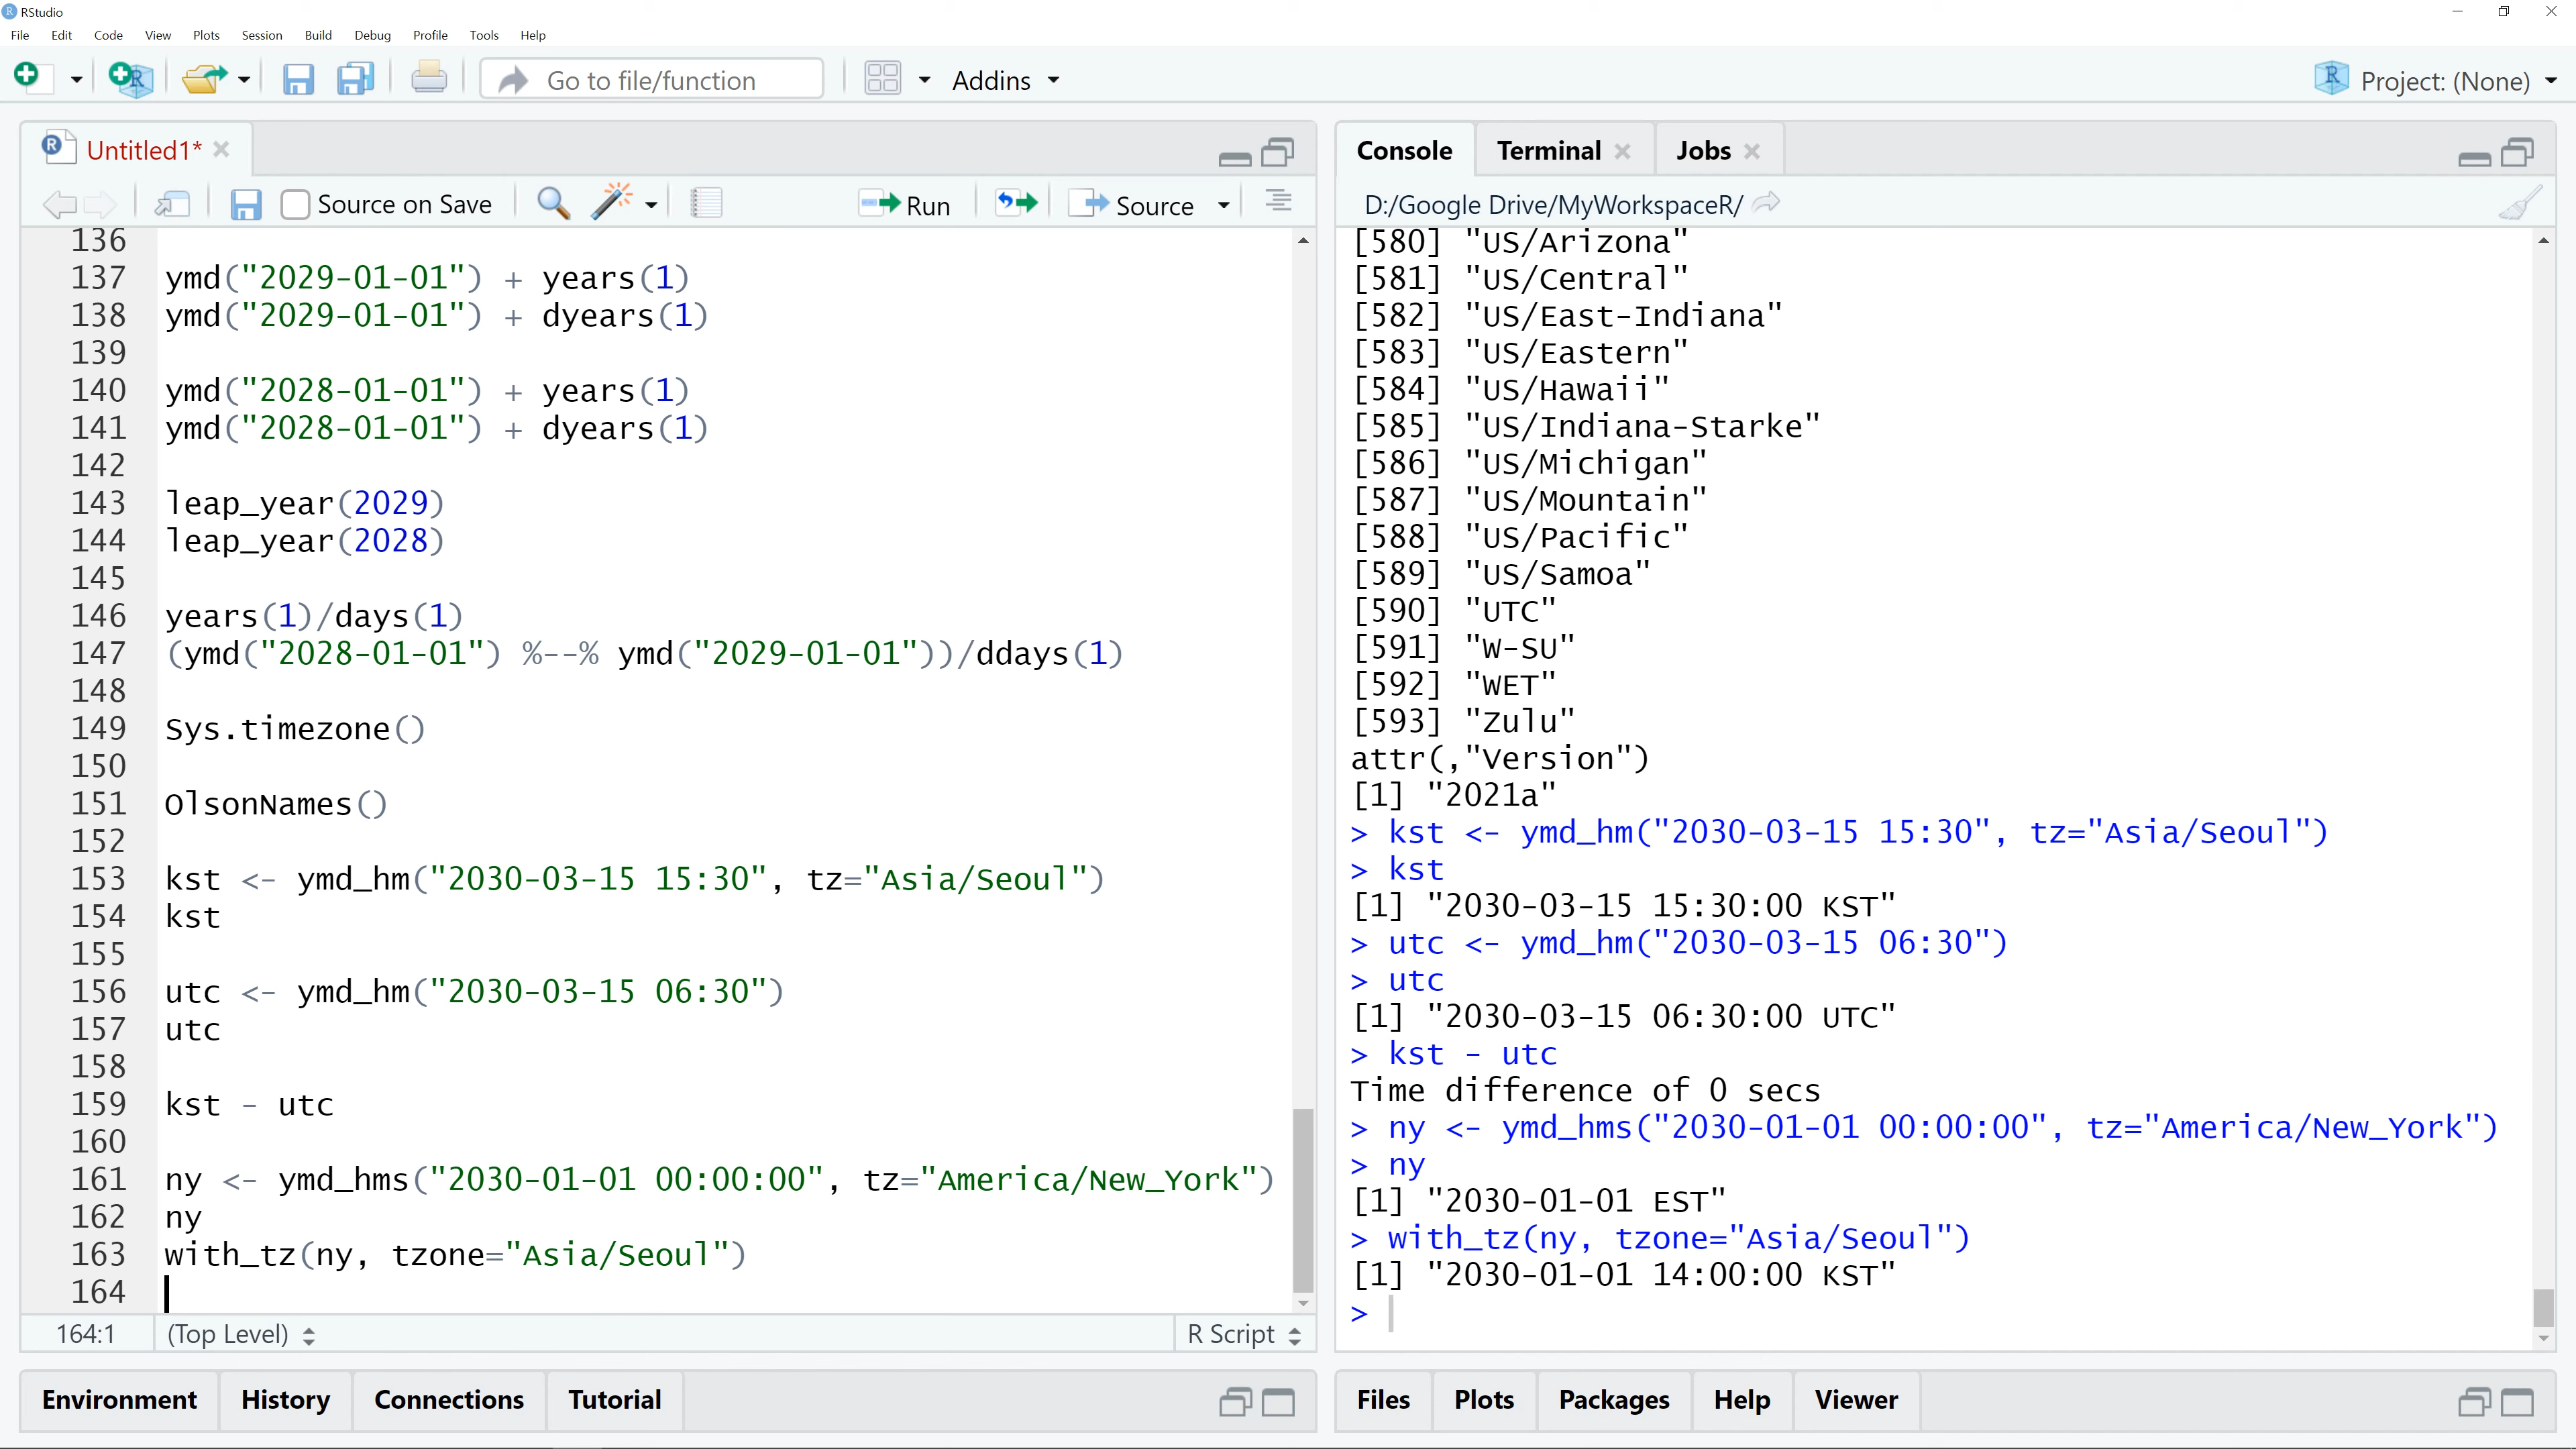 RStudio
File Edit Code View Plots Session Build Debug Profile Tools Help
Go to file/function Addins Project: (None)
Untitled1*
Source on Save Run Source
136
137 ymd("2029-01-01") + years(1)
138 ymd("2029-01-01") + dyears(1)
139
140 ymd("2028-01-01") + years(1)
141 ymd("2028-01-01") + dyears(1)
142
143 leap_year(2029)
144 leap_year(2028)
145
146 years(1)/days(1)
147 (ymd("2028-01-01") %--% ymd("2029-01-01"))/ddays(1)
148
149 Sys.timezone()
150
151 OlsonNames()
152
153 kst <- ymd_hm("2030-03-15 15:30", tz="Asia/Seoul")
154 kst
155
156 utc <- ymd_hm("2030-03-15 06:30")
157 utc
158
159 kst - utc
160
161 ny <- ymd_hms("2030-01-01 00:00:00", tz="America/New_York")
162 ny
163 with_tz(ny, tzone="Asia/Seoul")
164
164:1 (Top Level) R Script
Environment History Connections Tutorial
Console Terminal Jobs
D:/Google Drive/MyWorkspaceR/
[580] "US/Arizona"
[581] "US/Central"
[582] "US/East-Indiana"
[583] "US/Eastern"
[584] "US/Hawaii"
[585] "US/Indiana-Starke"
[586] "US/Michigan"
[587] "US/Mountain"
[588] "US/Pacific"
[589] "US/Samoa"
[590] "UTC"
[591] "W-SU"
[592] "WET"
[593] "Zulu"
attr(,"Version")
[1] "2021a"
> kst <- ymd_hm("2030-03-15 15:30", tz="Asia/Seoul")
> kst
[1] "2030-03-15 15:30:00 KST"
> utc <- ymd_hm("2030-03-15 06:30")
> utc
[1] "2030-03-15 06:30:00 UTC"
> kst - utc
Time difference of 0 secs
> ny <- ymd_hms("2030-01-01 00:00:00", tz="America/New_York")
> ny
[1] "2030-01-01 EST"
> with_tz(ny, tzone="Asia/Seoul")
[1] "2030-01-01 14:00:00 KST"
>
Files Plots Packages Help Viewer